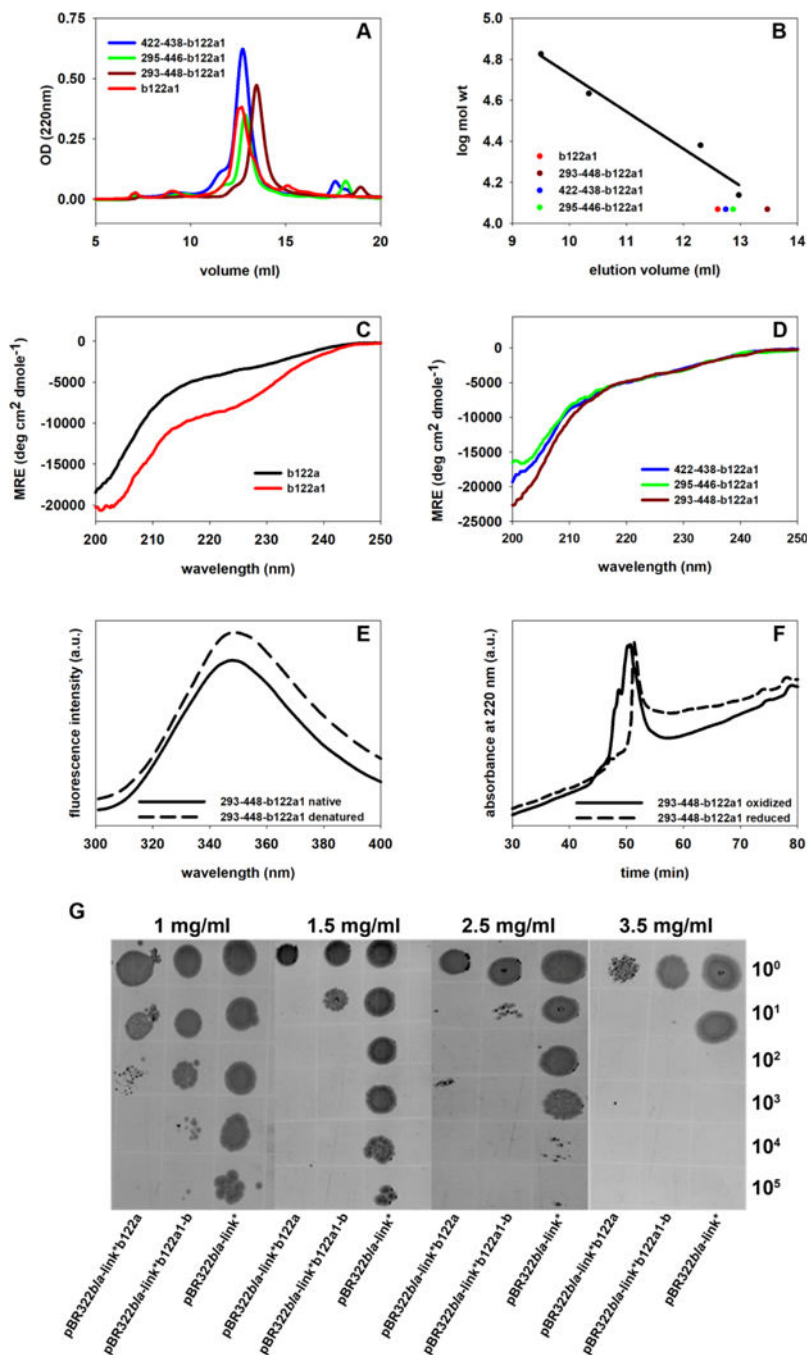 A
422-438-b122a1
295-446-b122a1
293-448-b122a1
b122a1
OD (220nm)
0.75
0.50
0.25
0.00
5
10
15
20
volume (ml)
B
log mol wt
5.0
4.8
4.6
4.4
4.2
4.0
b122a1
293-448-b122a1
422-438-b122a1
295-446-b122a1
9
10
11
12
13
14
elution volume (ml)
C
MRE (deg cm² dmole⁻¹)
0
-5000
-10000
-15000
-20000
b122a
b122a1
200
210
220
230
240
250
wavelength (nm)
D
MRE (deg cm² dmole⁻¹)
0
-5000
-10000
-15000
-20000
-25000
422-438-b122a1
295-446-b122a1
293-448-b122a1
200
210
220
230
240
250
wavelength (nm)
E
fluorescence intensity (a.u.)
293-448-b122a1 native
293-448-b122a1 denatured
300
320
340
360
380
400
wavelength (nm)
F
absorbance at 220 nm (a.u.)
293-448-b122a1 oxidized
293-448-b122a1 reduced
30
40
50
60
70
80
time (min)
G
1 mg/ml
1.5 mg/ml
2.5 mg/ml
3.5 mg/ml
10⁰
10¹
10²
10³
10⁴
10⁵
pBR322bla-link*b122a
pBR322bla-link*b122a1-b
pBR322bla-link*
pBR322bla-link*b122a
pBR322bla-link*b122a1-b
pBR322bla-link*
pBR322bla-link*b122a
pBR322bla-link*b122a1-b
pBR322bla-link*
pBR322bla-link*b122a
pBR322bla-link*b122a1-b
pBR322bla-link*